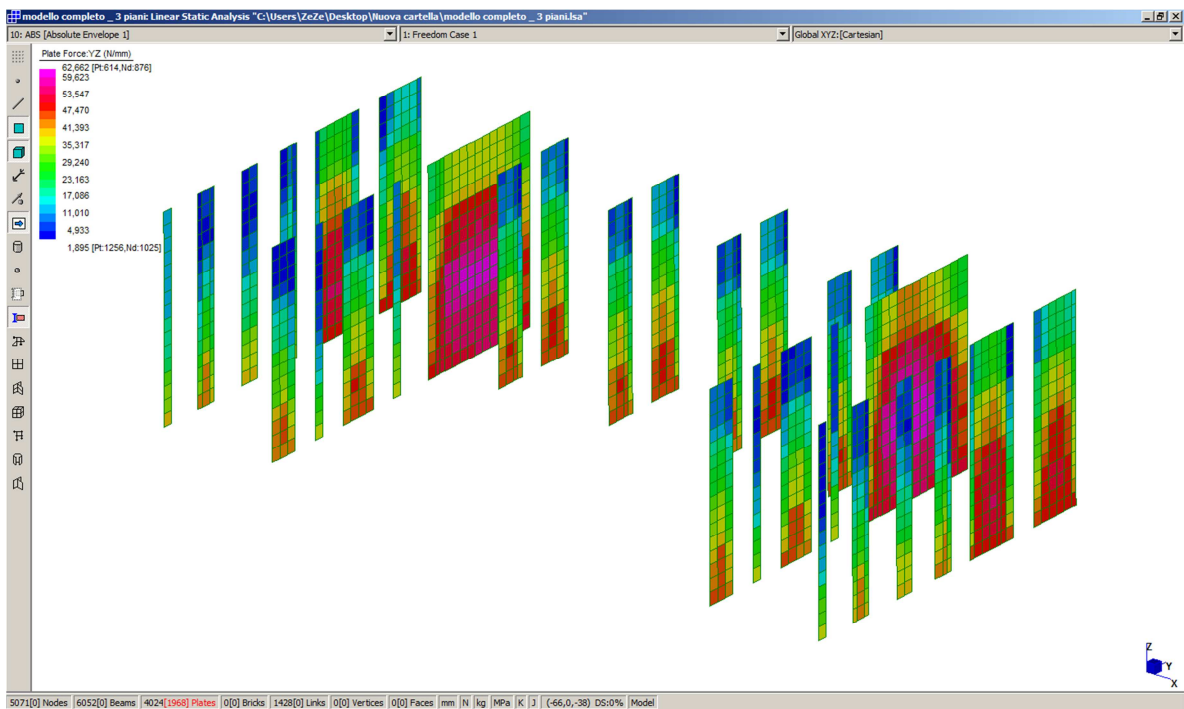 modello completo _ 3 piani: Linear Static Analysis "C:\Users\ZeZe\Desktop\Nuova cartella\modello completo _ 3 piani.lsa"
10: ABS [Absolute Envelope 1] 1: Freedom Case 1 Global XYZ:[Cartesian]
Plate Force:YZ (N/mm)
62,662 [Pt:614,Nd:876]
59,623
53,547
47,470
41,393
35,317
29,240
23,163
17,086
11,010
4,933
1,895 [Pt:1256,Nd:1025]
Z
Y
X
5071[0] Nodes 6052[0] Beams 4024[1968] Plates 0[0] Bricks 1428[0] Links 0[0] Vertices 0[0] Faces mm N kg MPa K J (-66,0,-38) DS:0% Model